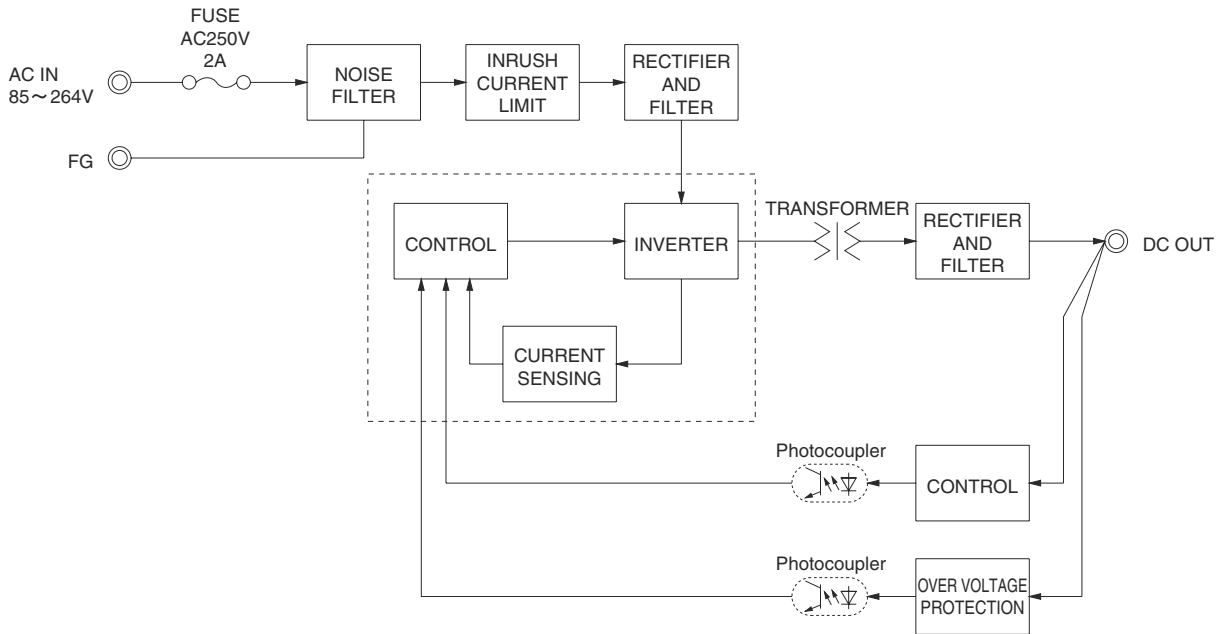 FUSE
AC250V
2A
AC IN
85～264V
FG
NOISE
FILTER
INRUSH
CURRENT
LIMIT
RECTIFIER
AND
FILTER
CONTROL
INVERTER
TRANSFORMER
RECTIFIER
AND
FILTER
DC OUT
CURRENT
SENSING
Photocoupler
CONTROL
Photocoupler
OVER VOLTAGE
PROTECTION